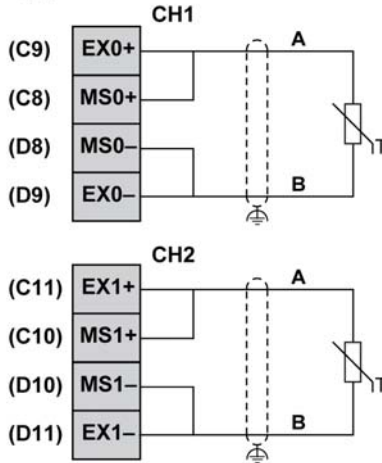 CH1
(C9) EX0+ A
(C8) MS0+
T
(D8) MS0–
(D9) EX0– B
CH2
(C11) EX1+ A
(C10) MS1+
T
(D10) MS1–
(D11) EX1– B